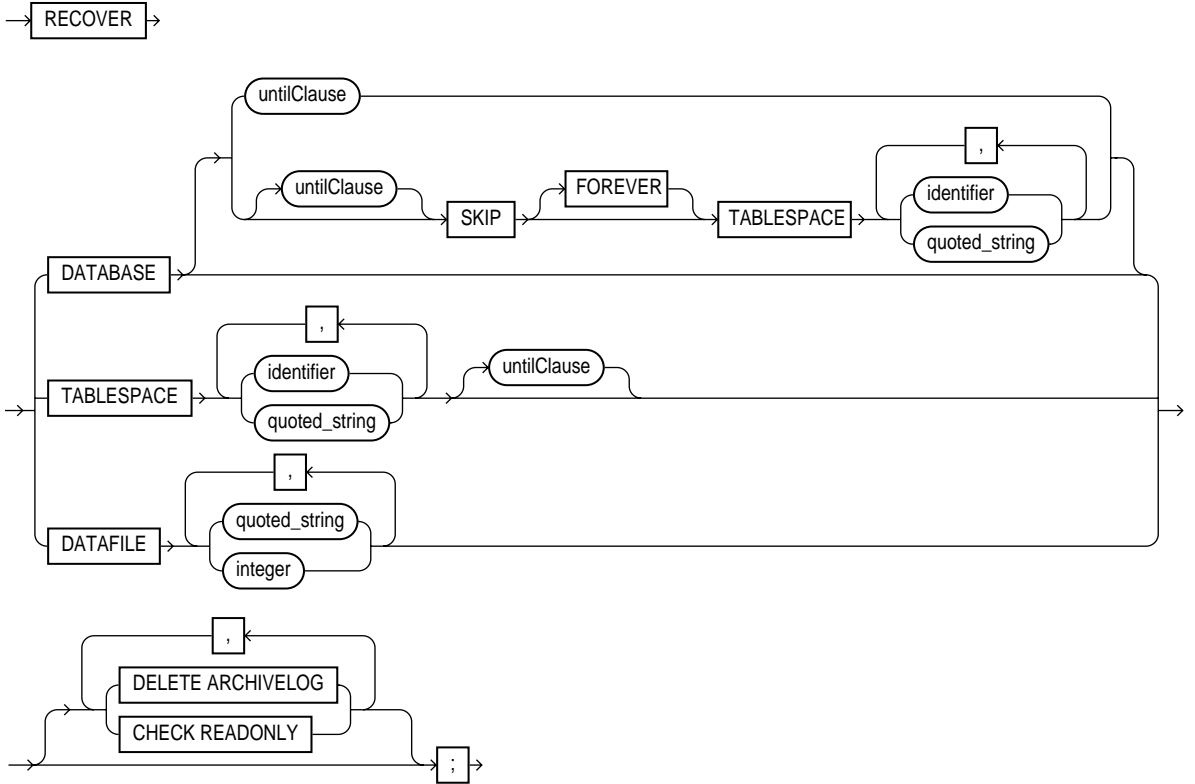 RECOVER
untilClause
,
untilClause
FOREVER
identifier
SKIP
TABLESPACE
quoted_string
DATABASE
,
identifier
untilClause
TABLESPACE
quoted_string
,
quoted_string
DATAFILE
integer
,
DELETE ARCHIVELOG
CHECK READONLY
;